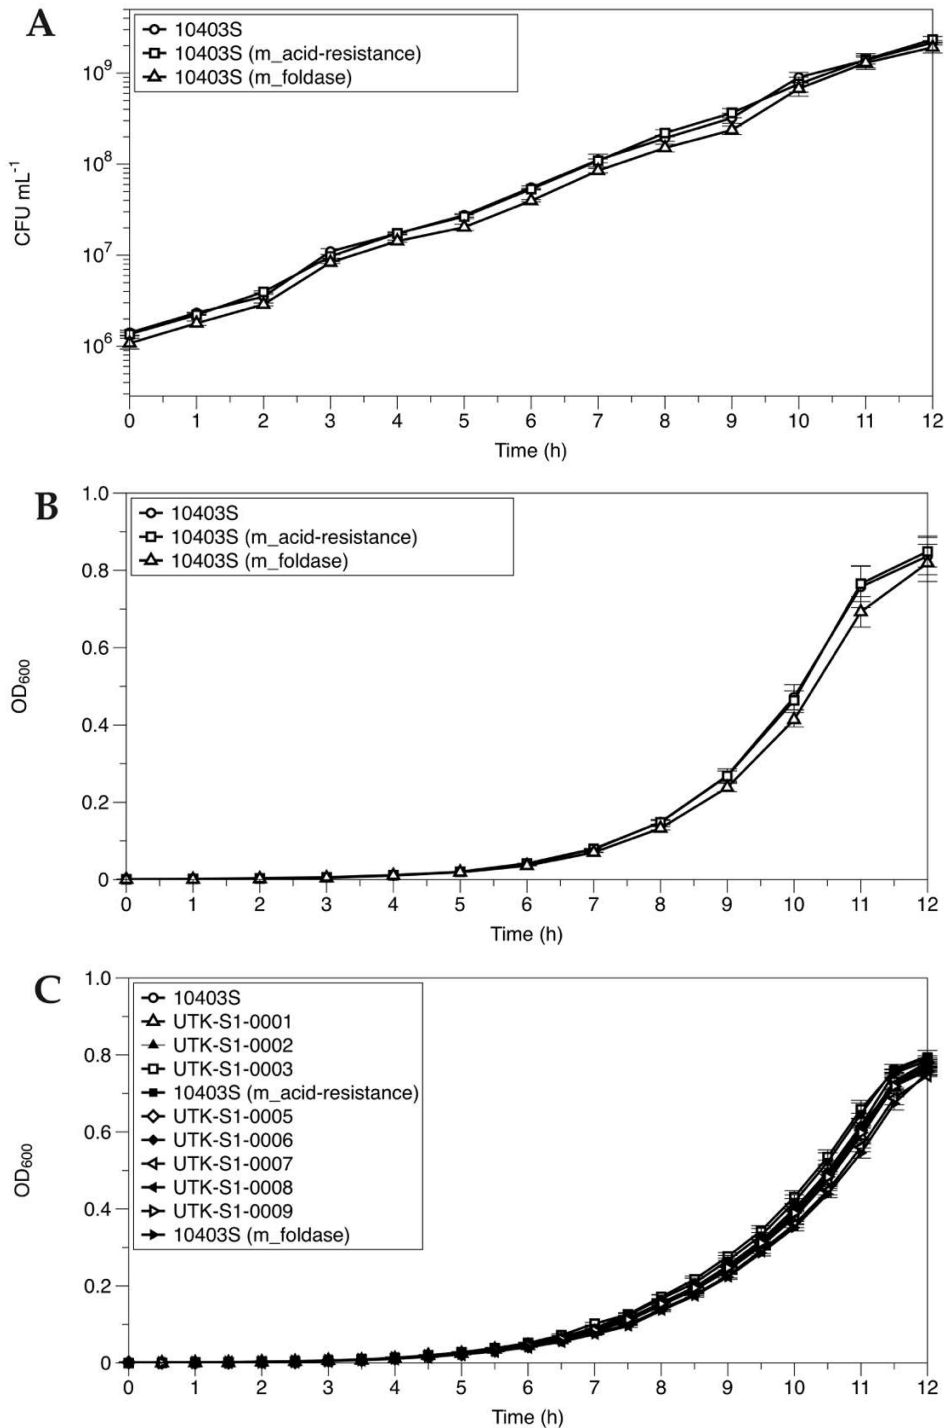 A
10403S
10403S (m_acid-resistance)
10403S (m_foldase)
10⁹
10⁸
10⁷
10⁶
CFU mL⁻¹
0 1 2 3 4 5 6 7 8 9 10 11 12
Time (h)
B
10403S
10403S (m_acid-resistance)
10403S (m_foldase)
1.0
0.8
0.6
0.4
0.2
0
OD₆₀₀
0 1 2 3 4 5 6 7 8 9 10 11 12
Time (h)
C
10403S
UTK-S1-0001
UTK-S1-0002
UTK-S1-0003
10403S (m_acid-resistance)
UTK-S1-0005
UTK-S1-0006
UTK-S1-0007
UTK-S1-0008
UTK-S1-0009
10403S (m_foldase)
1.0
0.8
0.6
0.4
0.2
0
OD₆₀₀
0 1 2 3 4 5 6 7 8 9 10 11 12
Time (h)